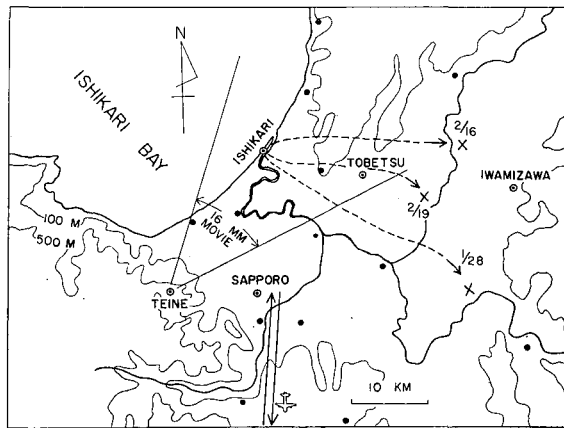 N
ISHIKARI BAY
ISHIKARI
2/16
TOBETSU
IWAMIZAWA
2/19
100 M
500 M
16 MM
MOVIE
1/28
SAPPORO
TEINE
10 KM